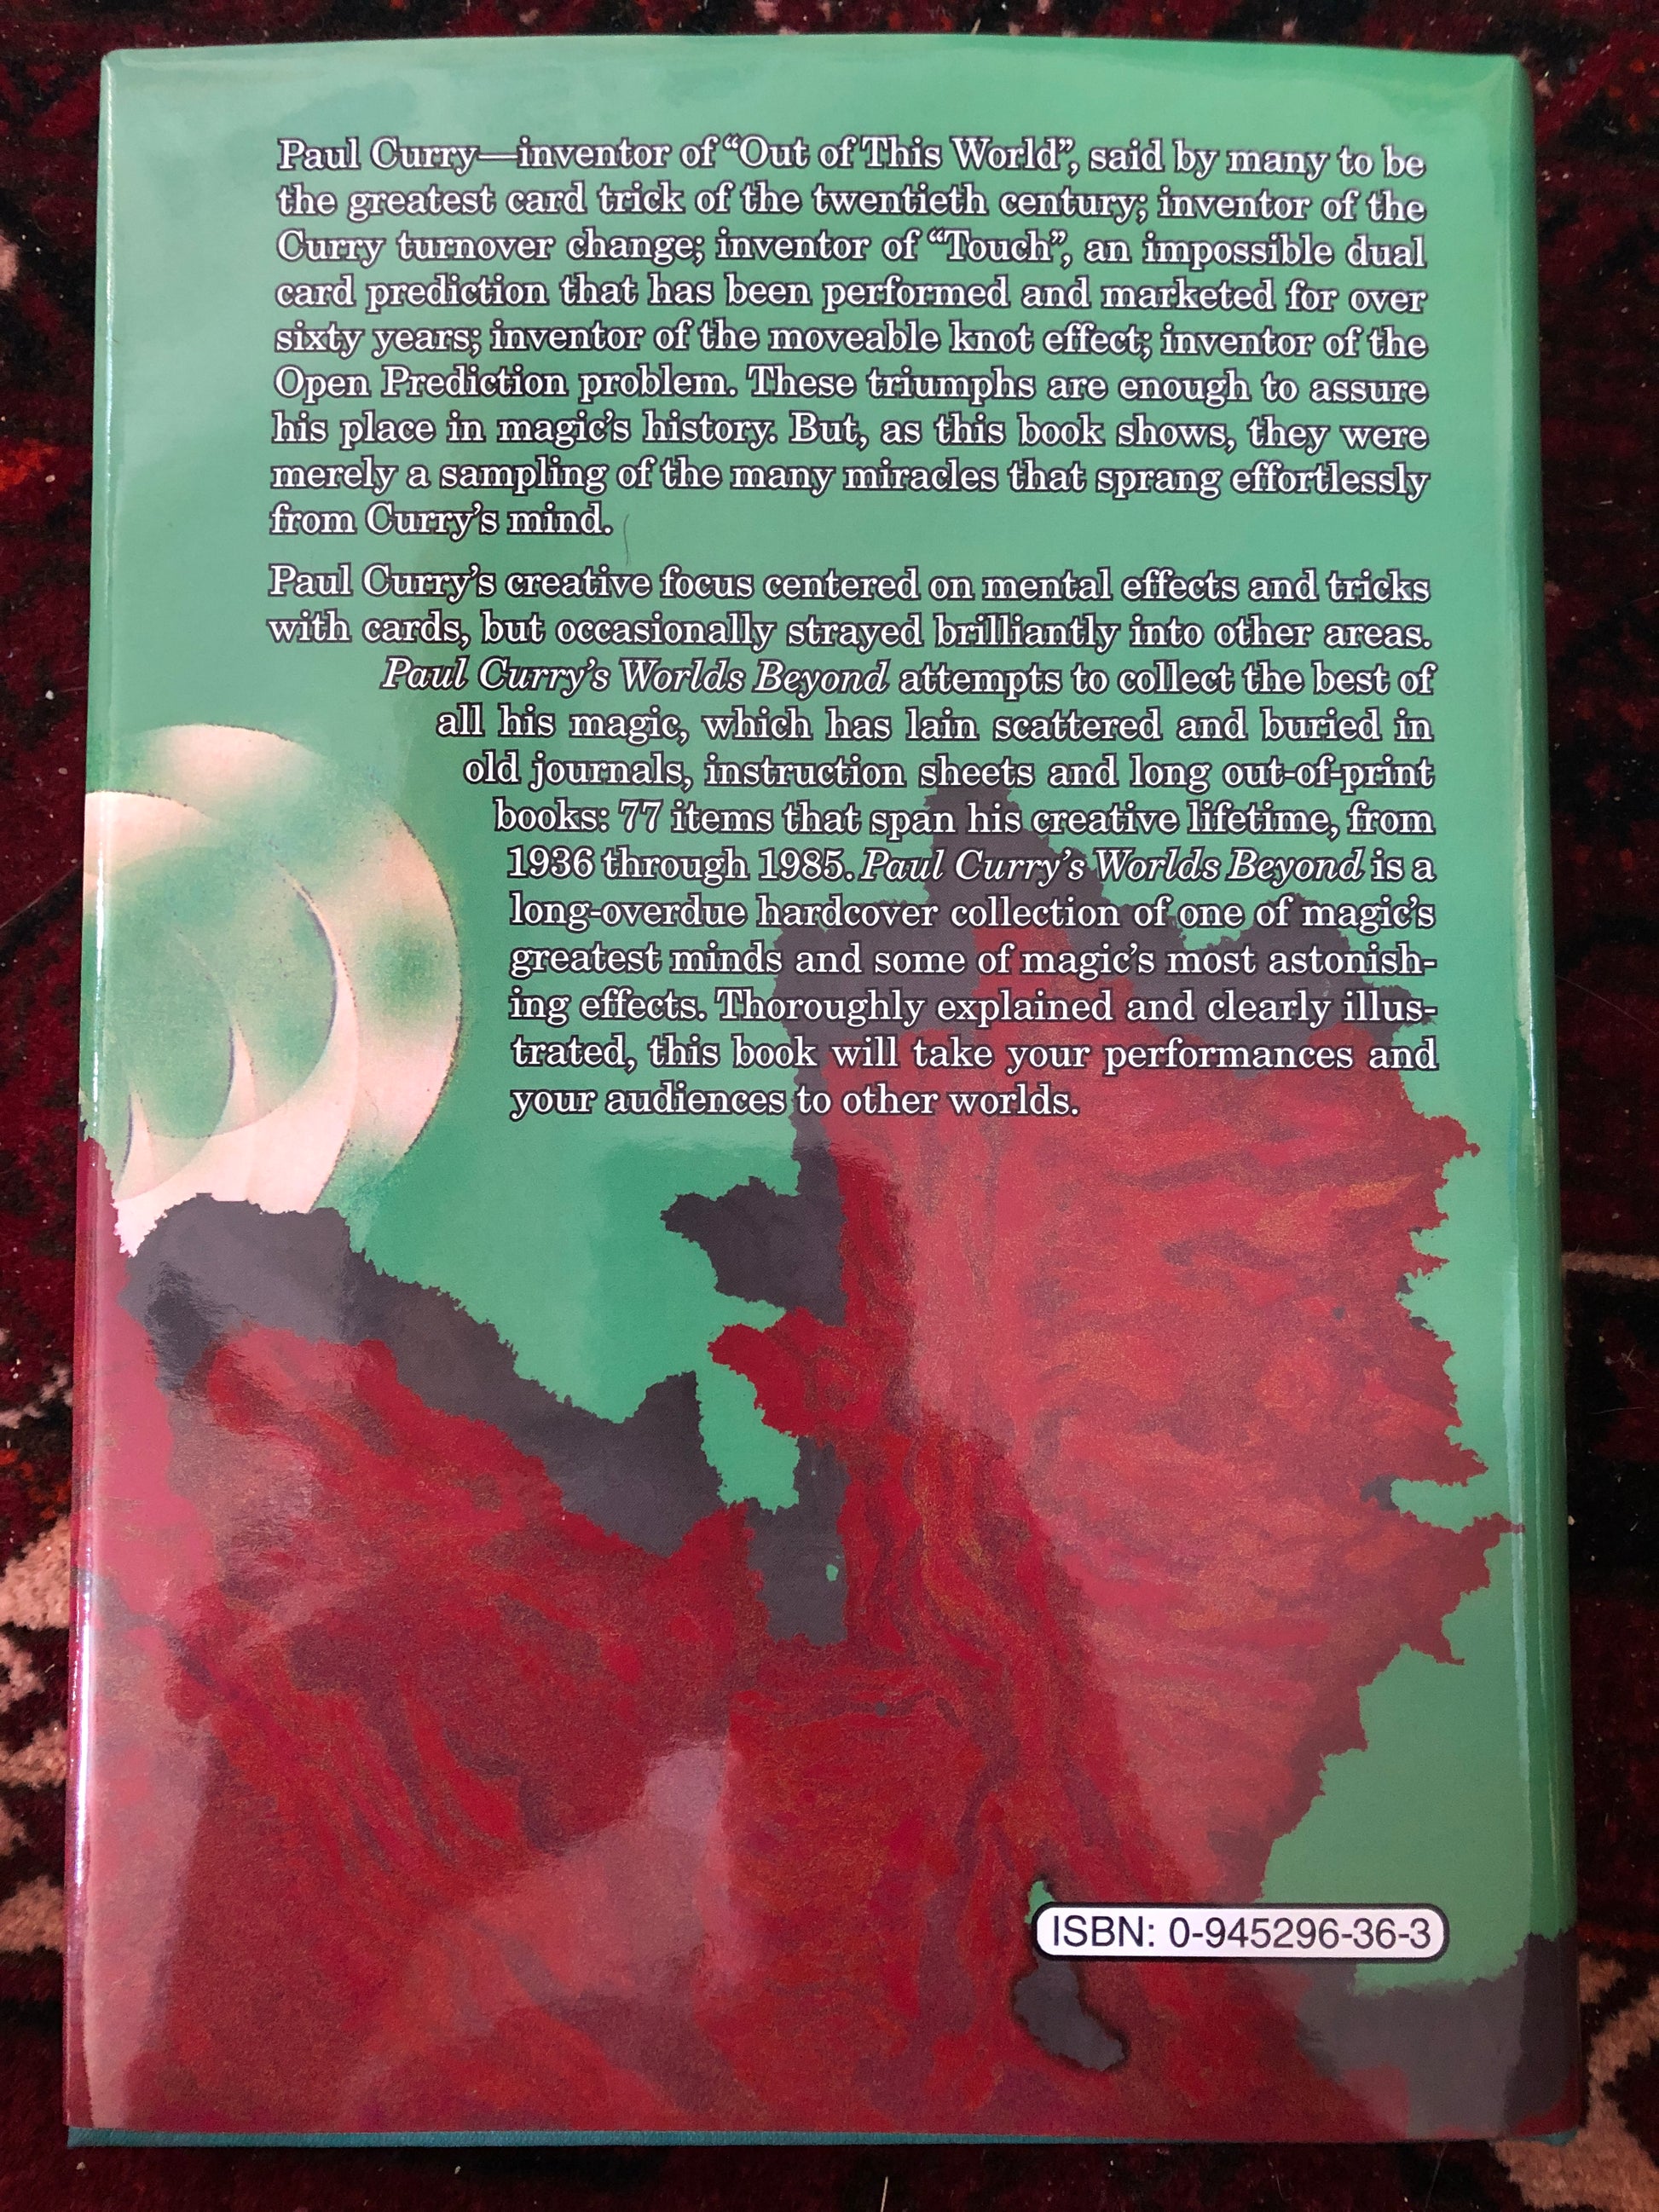 Paul Curry—inventor of “Out of This World”, said by many to be
the greatest card trick of the twentieth century; inventor of the
Curry turnover change; inventor of “Touch”, an impossible dual
card prediction that has been performed and marketed for over
sixty years; inventor of the moveable knot effect; inventor of the
Open Prediction problem. These triumphs are enough to assure
his place in magic’s history. But, as this book shows, they were
merely a sampling of the many miracles that sprang effortlessly
from Curry’s mind.
Paul Curry’s creative focus centered on mental effects and tricks
with cards, but occasionally strayed brilliantly into other areas.
Paul Curry’s Worlds Beyond attempts to collect the best of
all his magic, which has lain scattered and buried in
old journals, instruction sheets and long out-of-print
books: 77 items that span his creative lifetime, from
1936 through 1985. Paul Curry’s Worlds Beyond is a
long-overdue hardcover collection of one of magic’s
greatest minds and some of magic’s most astonish-
ing effects. Thoroughly explained and clearly illus-
trated, this book will take your performances and
your audiences to other worlds.
ISBN: 0-945296-36-3